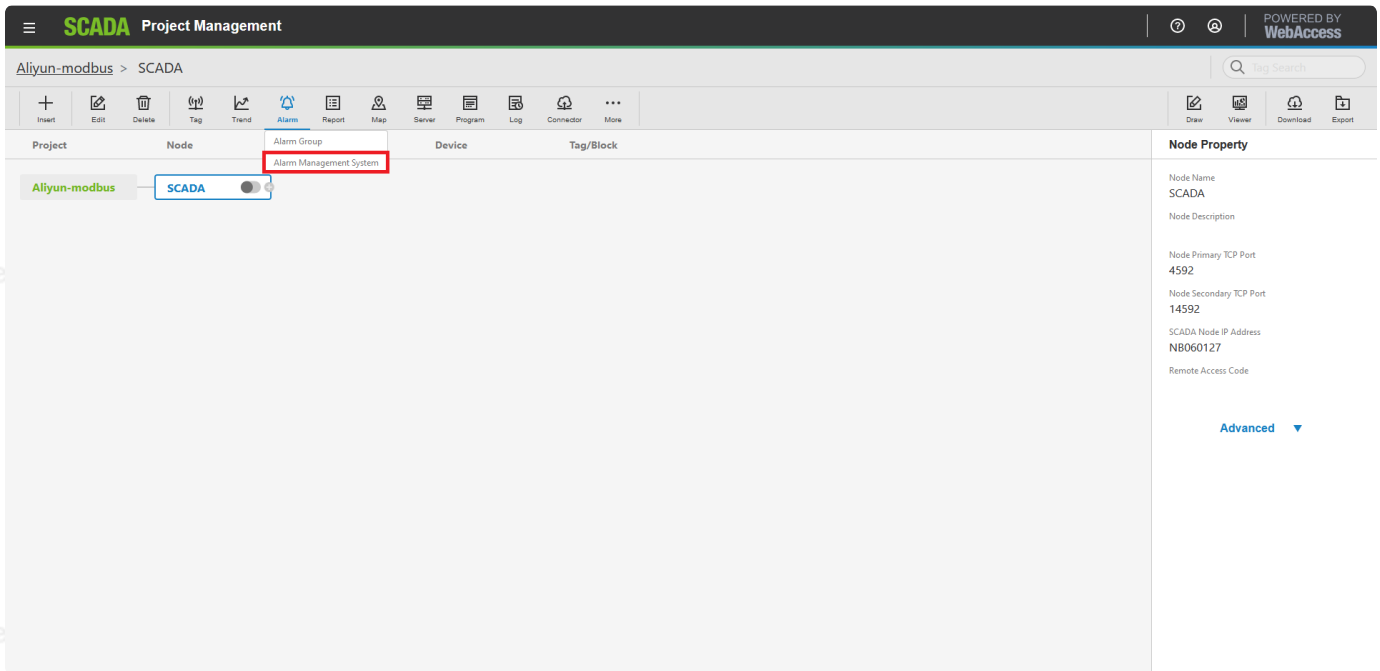 SCADA Project Management
POWERED BY
WebAccess
Aliyun-modbus > SCADA
Tag Search
Insert Edit Delete Tag Trend Alarm Report Map Server Program Log Connector More
Draw Viewer Download Export
Project Node Device Tag/Block
Alarm Group
Alarm Management System
Aliyun-modbus
SCADA
Node Property
Node Name
SCADA
Node Description
Node Primary TCP Port
4592
Node Secondary TCP Port
14592
SCADA Node IP Address
NB060127
Remote Access Code
Advanced